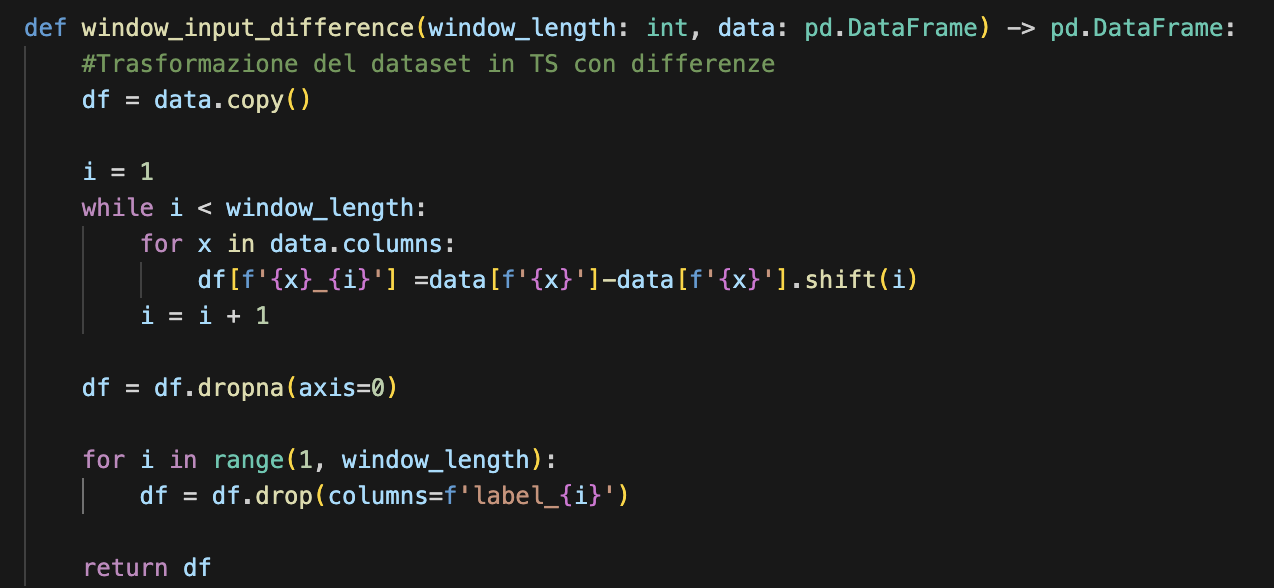 def window_input_difference(window_length: int, data: pd.DataFrame) -> pd.DataFrame:
    #Trasformazione del dataset in TS con differenze
    df = data.copy()

    i = 1
    while i < window_length:
        for x in data.columns:
            df[f'{x}_{i}'] =data[f'{x}']-data[f'{x}'].shift(i)
        i = i + 1

    df = df.dropna(axis=0)

    for i in range(1, window_length):
        df = df.drop(columns=f'label_{i}')

    return df